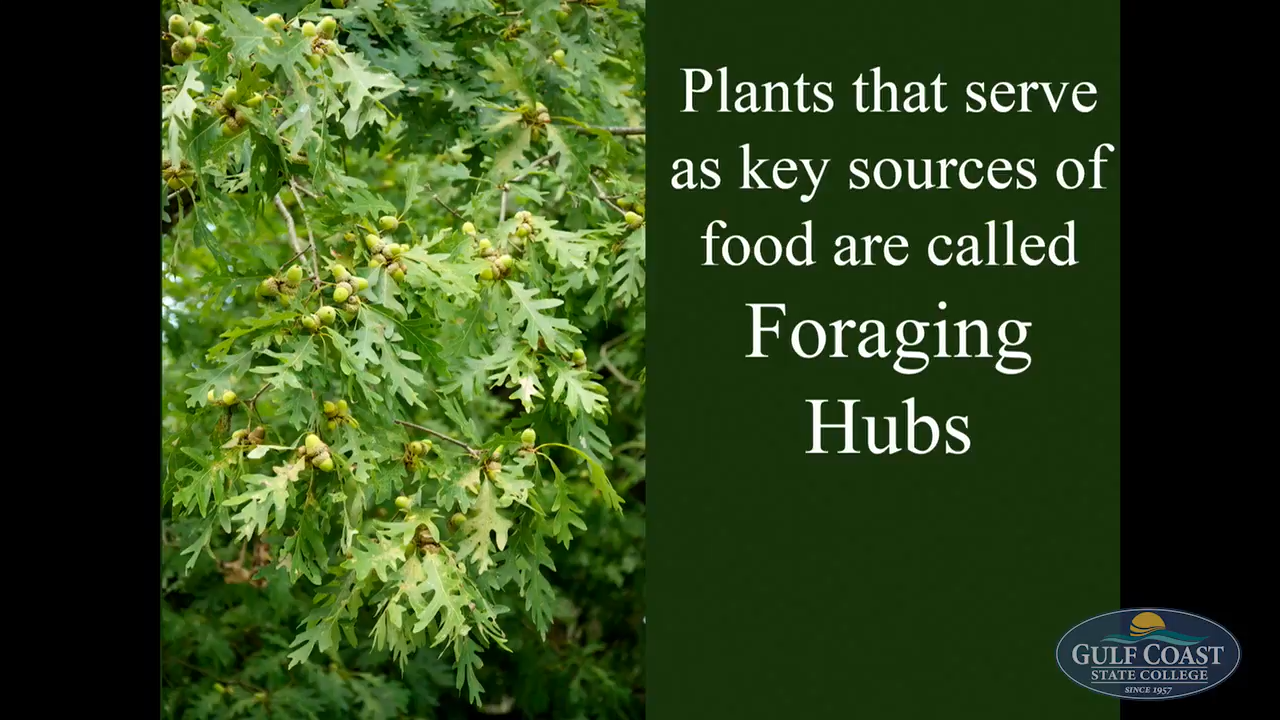 Plants that serve
as key sources of
food are called
Foraging
Hubs
GULF COAST
STATE COLLEGE
SINCE 1957